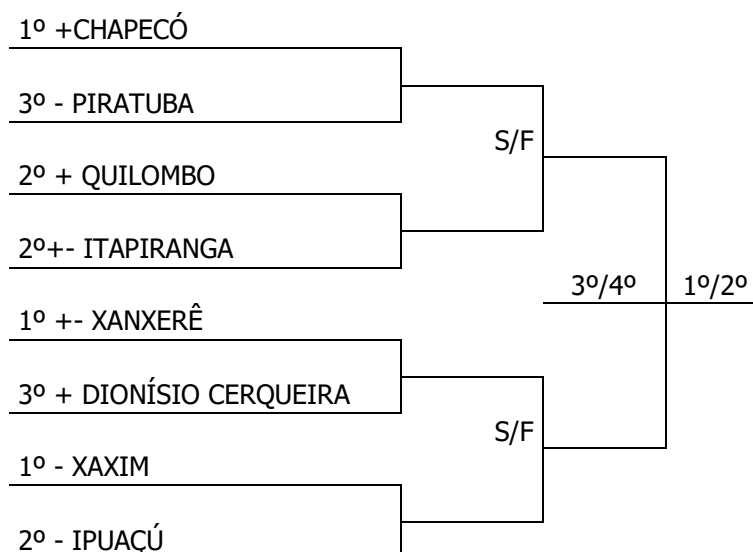 1º +CHAPECÓ
3º - PIRATUBA
S/F
2º + QUILOMBO
2º+- ITAPIRANGA
3º/4º 1º/2º
1º +- XANXERÊ
3º + DIONÍSIO CERQUEIRA
S/F
1º - XAXIM
2º - IPUAÇÚ